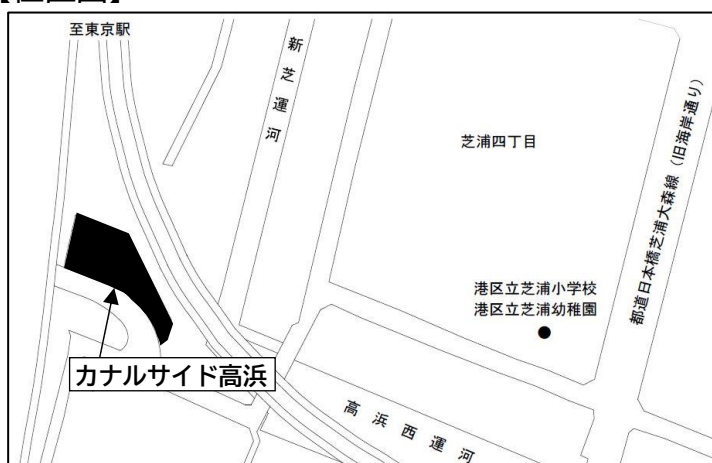 至東京駅
新芝運河
芝浦四丁目
都道日本橋芝浦大森線（旧海岸通り）
港区立芝浦小学校
港区立芝浦幼稚園
カナルサイド高浜
高浜西運河